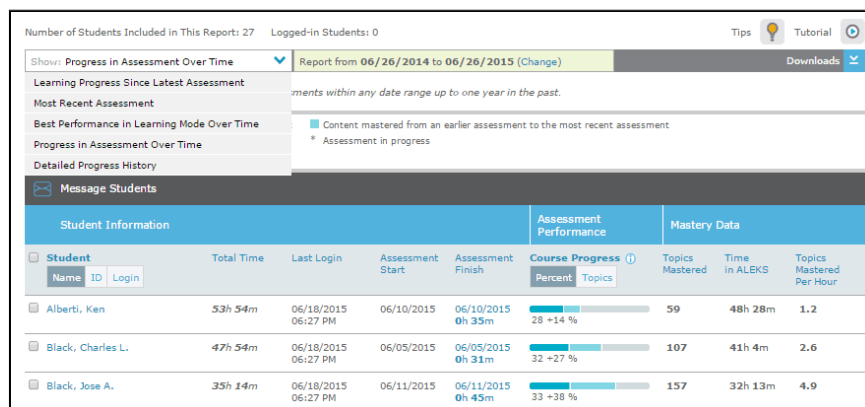 Number of Students Included in This Report: 27 Logged-in Students: 0 Tips Tutorial
Show: Progress in Assessment Over Time Report from 06/26/2014 to 06/26/2015 (Change) Downloads
Learning Progress Since Latest Assessment
Most Recent Assessment
Best Performance in Learning Mode Over Time
Progress in Assessment Over Time
Detailed Progress History
ments within any date range up to one year in the past.
Content mastered from an earlier assessment to the most recent assessment
* Assessment in progress
Message Students
Student Information Assessment Performance Mastery Data
Student Total Time Last Login Assessment Start Assessment Finish Course Progress Topics Mastered Time in ALEKS Topics Mastered Per Hour
Name ID Login Percent Topics
Alberti, Ken 53h 54m 06/18/2015 06/10/2015 06/10/2015 59 48h 28m 1.2
06:27 PM 0h 35m 28 +14 %
Black, Charles L. 47h 54m 06/18/2015 06/05/2015 06/05/2015 107 41h 4m 2.6
06:27 PM 0h 31m 32 +27 %
Black, Jose A. 35h 14m 06/18/2015 06/11/2015 06/11/2015 157 32h 13m 4.9
06:27 PM 0h 45m 33 +38 %